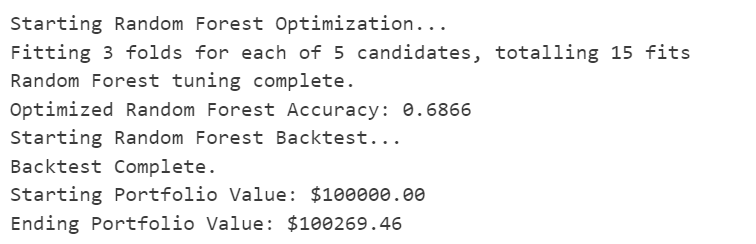 Starting Random Forest Optimization...
Fitting 3 folds for each of 5 candidates, totalling 15 fits
Random Forest tuning complete.
Optimized Random Forest Accuracy: 0.6866
Starting Random Forest Backtest...
Backtest Complete.
Starting Portfolio Value: $100000.00
Ending Portfolio Value: $100269.46